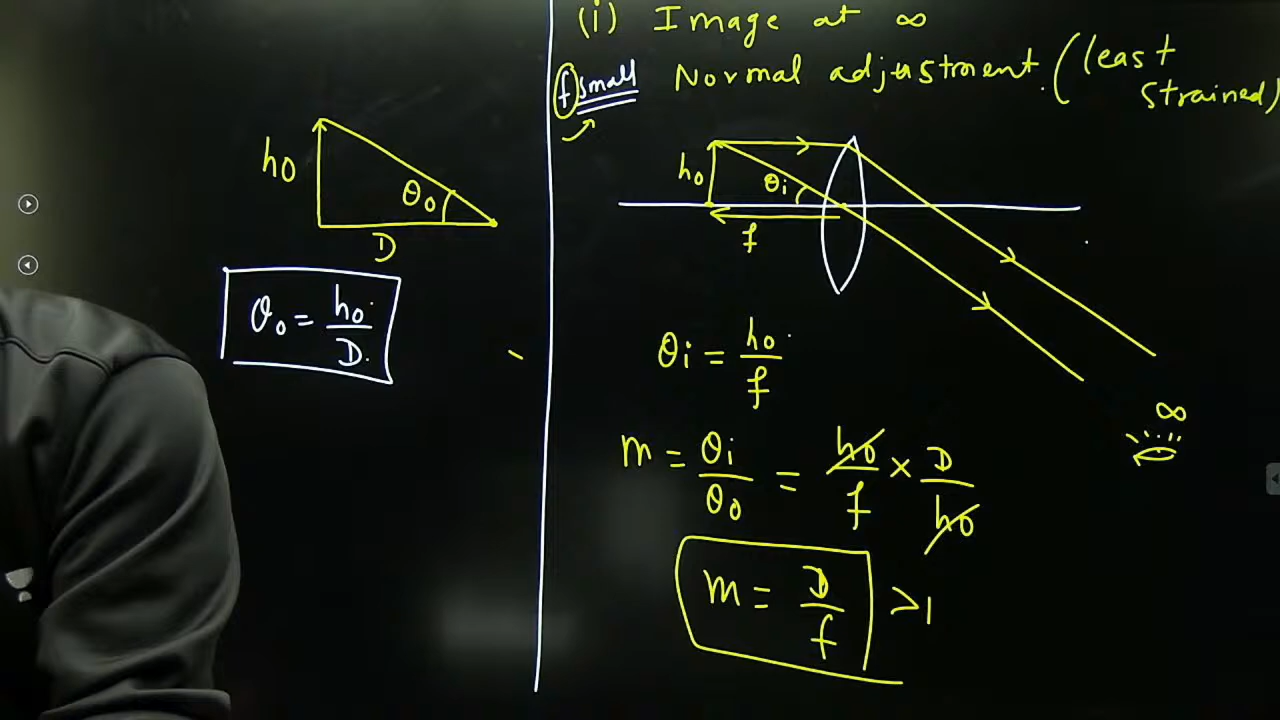 (i) Image at ∞
f small Normal adjustment. (least strained)
h0
θ0
D
θ0 = h0/D
h0
θi
f
θi = h0/f
∞
m = θi/θ0 = h0/f × D/h0
m = D/f >1